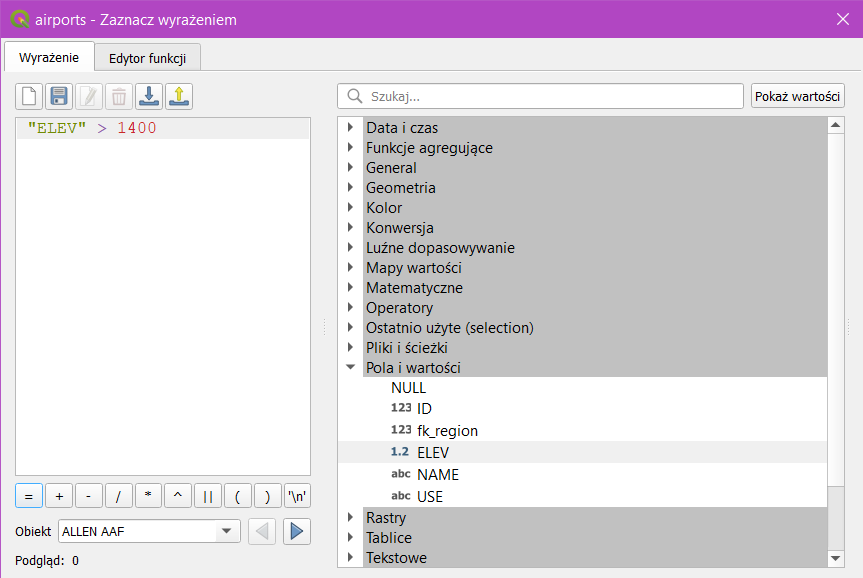 airports - Zaznacz wyrażeniem
Wyrażenie
Edytor funkcji
"ELEV" > 1400
= + - / * ^ || ( ) '\n'
Obiekt ALLEN AAF
Podgląd: 0
Szukaj...
Pokaż wartości
Data i czas
Funkcje agregujące
General
Geometria
Kolor
Konwersja
Luźne dopasowywanie
Mapy wartości
Matematyczne
Operatory
Ostatnio użyte (selection)
Pliki i ścieżki
Pola i wartości
NULL
123 ID
123 fk_region
1.2 ELEV
abc NAME
abc USE
Rastry
Tablice
Tekstowe